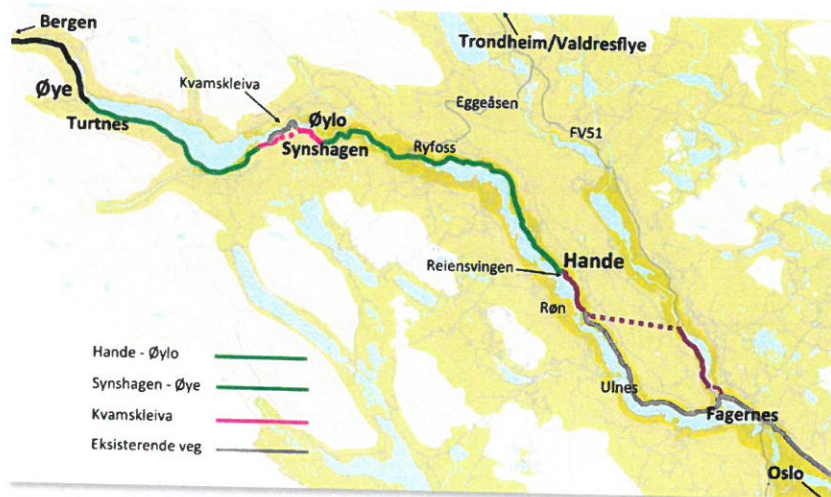 Bergen
Trondheim/Valdresflye
Øye
Kvamskleiva
Eggeåsen
Turtnes
Øylo
FV51
Synshagen
Ryfoss
Hande
Reiensvingen
Røn
Hande - Øylo
Synshagen - Øye
Ulnes
Kvamskleiva
Fagernes
Eksisterende veg
Oslo